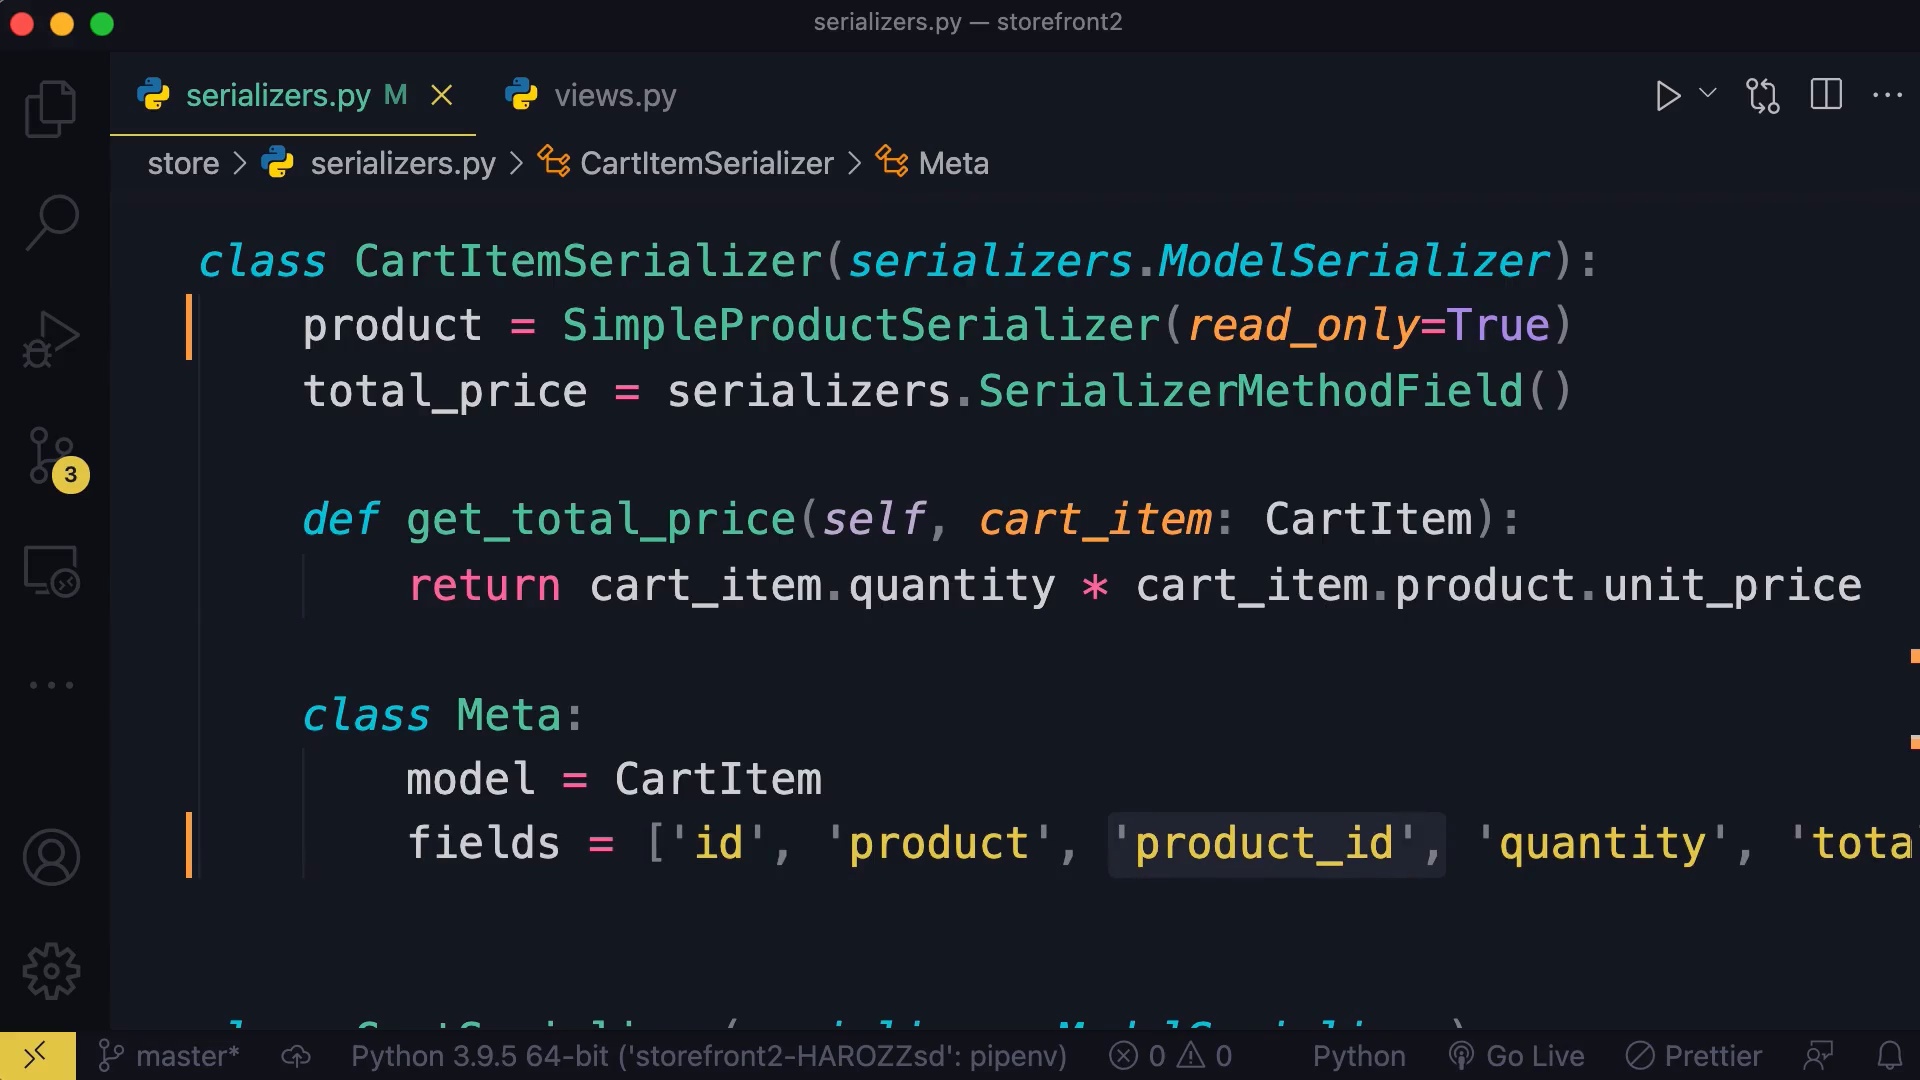 serializers.py — storefront2
serializers.py M
views.py
store > serializers.py > CartItemSerializer > Meta
class CartItemSerializer(serializers.ModelSerializer):
product = SimpleProductSerializer(read_only=True)
total_price = serializers.SerializerMethodField()
def get_total_price(self, cart_item: CartItem):
return cart_item.quantity * cart_item.product.unit_price
class Meta:
model = CartItem
fields = ['id', 'product', 'product_id', 'quantity', 'tota
3
master* Python 3.9.5 64-bit ('storefront2-HAROZZsd': pipenv) 0 0 Python Go Live Prettier